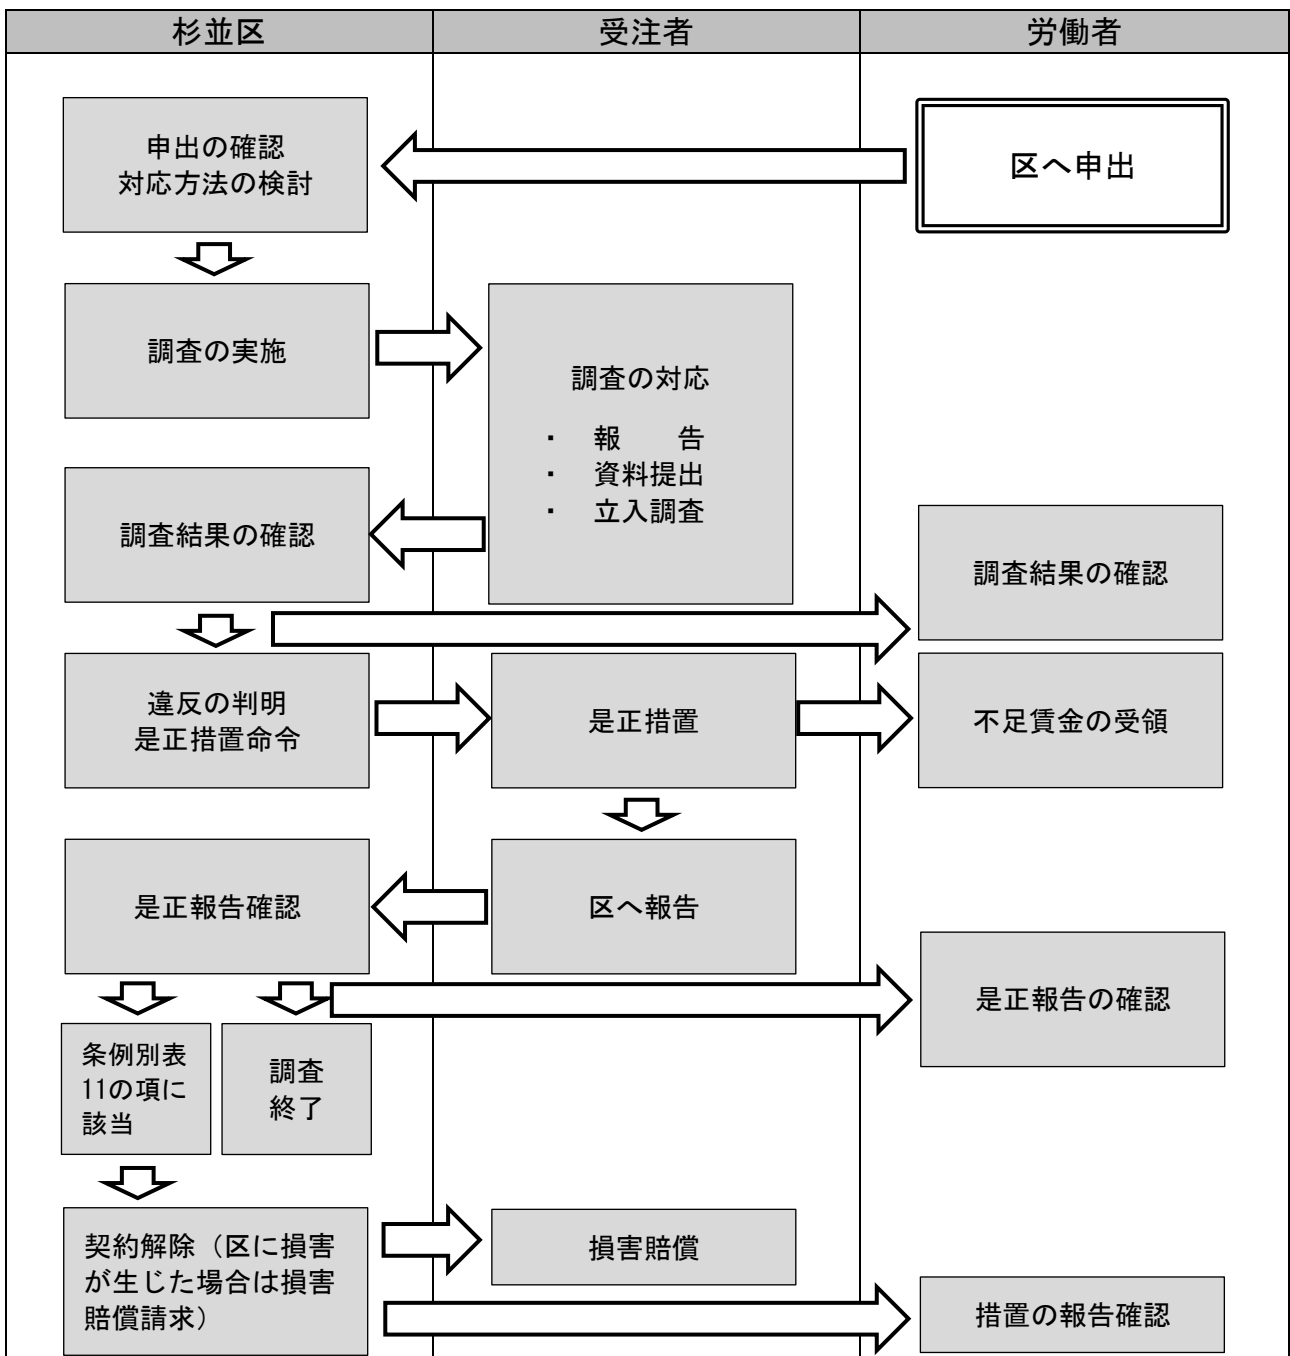 杉並区
受注者
労働者
申出の確認
対応方法の検討
区へ申出
調査の実施
調査の対応
・ 報　　告
・ 資料提出
・ 立入調査
調査結果の確認
調査結果の確認
違反の判明
是正措置命令
是正措置
不足賃金の受領
是正報告確認
区へ報告
是正報告の確認
条例別表
11の項に
該当
調査
終了
契約解除（区に損害
が生じた場合は損害
賠償請求）
損害賠償
措置の報告確認